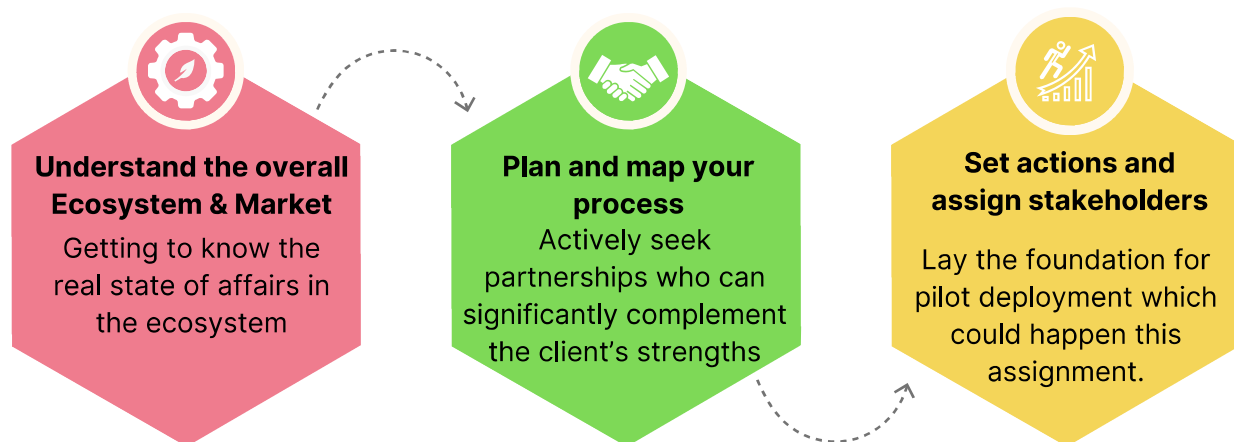 Understand the overall
Ecosystem & Market
Getting to know the
real state of affairs in
the ecosystem
Plan and map your
process
Actively seek
partnerships who can
significantly complement
the client's strengths
Set actions and
assign stakeholders
Lay the foundation for
pilot deployment which
could happen this
assignment.